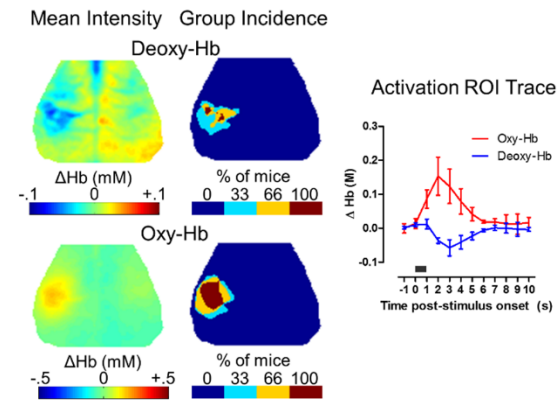 Mean Intensity Group Incidence
Deoxy-Hb
ΔHb (mM)
-.1 0 +.1
% of mice
0 33 66 100
Oxy-Hb
ΔHb (mM)
-.5 0 +.5
% of mice
0 33 66 100
Activation ROI Trace
Oxy-Hb
Deoxy-Hb
Δ Hb (M)
0.3
0.2
0.1
0.0
-0.1
-1 0 1 2 3 4 5 6 7 8 9 10
Time post-stimulus onset (s)